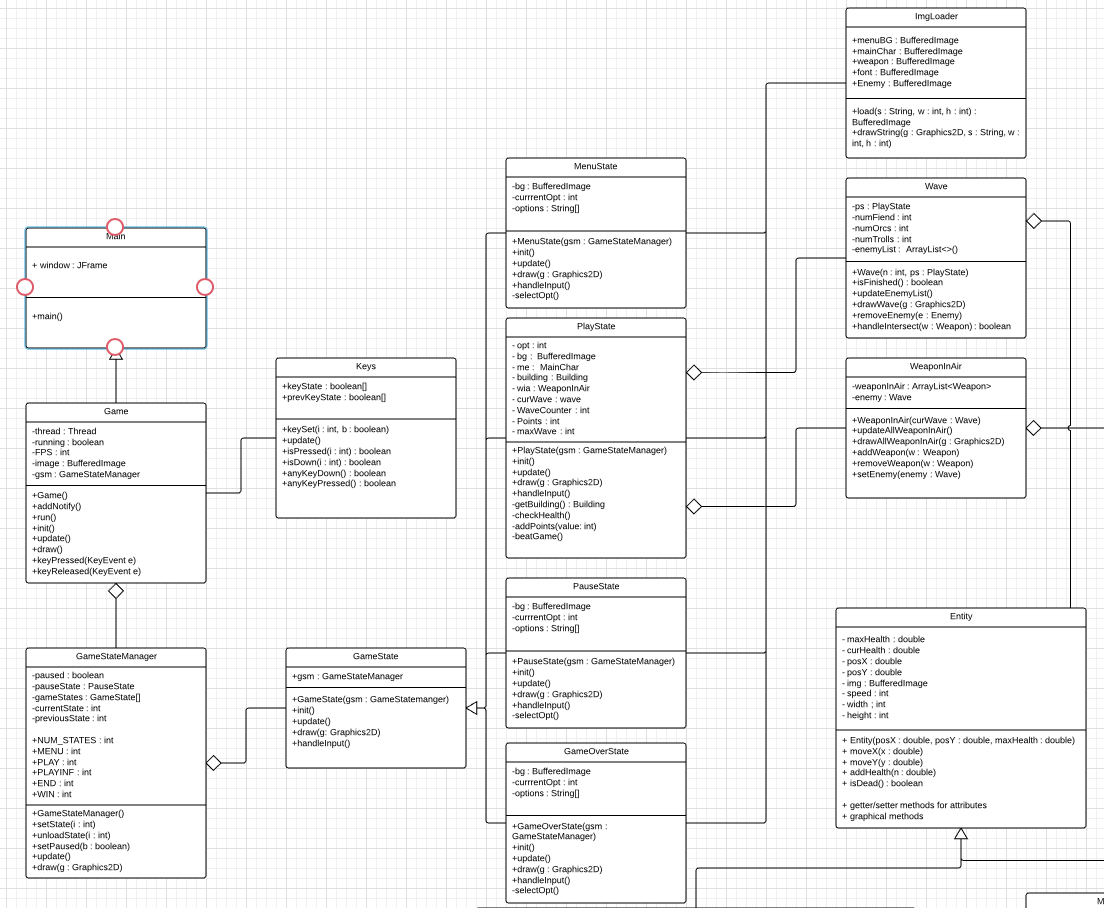 ImgLoader
+menuBG : BufferedImage
+mainChar : BufferedImage
+weapon : BufferedImage
+font : BufferedImage
+Enemy : BufferedImage
+load(s : String, w : int, h : int) :
BufferedImage
+drawString(g : Graphics2D, s : String, w :
int, h : int)
MenuState
-bg : BufferedImage
-currrentOpt : int
-options : String[]
+MenuState(gsm : GameStateManager)
+init()
+update()
+draw(g : Graphics2D)
+handleInput()
-selectOpt()
Wave
-ps : PlayState
-numFiend : int
-numOrcs : int
-numTrolls : int
-enemyList : ArrayList<>()
+Wave(n : int, ps : PlayState)
+isFinished() : boolean
+updateEnemyList()
+drawWave(g : Graphics2D)
+removeEnemy(e : Enemy)
+handleIntersect(w : Weapon) : boolean
Main
+ window : JFrame
+main()
PlayState
- opt : int
- bg : BufferedImage
- me : MainChar
- building : Building
- wia : WeaponInAir
- curWave : wave
- WaveCounter : int
- Points : int
- maxWave : int
+PlayState(gsm : GameStateManager)
+init()
+update()
+draw(g : Graphics2D)
+handleInput()
-getBuilding() : Building
-checkHealth()
-addPoints(value: int)
-beatGame()
Keys
+keyState : boolean[]
+prevKeyState : boolean[]
+keySet(i : int, b : boolean)
+update()
+isPressed(i : int) : boolean
+isDown(i : int) : boolean
+anyKeyDown() : boolean
+anyKeyPressed() : boolean
WeaponInAir
-weaponInAir : ArrayList<Weapon>
-enemy : Wave
+WeaponInAir(curWave : Wave)
+updateAllWeaponInAir()
+drawAllWeaponInAir(g : Graphics2D)
+addWeapon(w : Weapon)
+removeWeapon(w : Weapon)
+setEnemy(enemy : Wave)
Game
-thread : Thread
-running : boolean
-FPS : int
-image : BufferedImage
-gsm : GameStateManager
+Game()
+addNotify()
+run()
+init()
+update()
+draw()
+keyPressed(KeyEvent e)
+keyReleased(KeyEvent e)
PauseState
-bg : BufferedImage
-currrentOpt : int
-options : String[]
+PauseState(gsm : GameStateManager)
+init()
+update()
+draw(g : Graphics2D)
+handleInput()
-selectOpt()
Entity
- maxHealth : double
- curHealth : double
- posX : double
- posY : double
- img : BufferedImage
- speed : int
- width : int
- height : int
+ Entity(posX : double, posY : double, maxHealth : double)
+ moveX(x : double)
+ moveY(y : double)
+ addHealth(n : double)
+ isDead() : boolean
+ getter/setter methods for attributes
+ graphical methods
GameStateManager
-paused : boolean
-pauseState : PauseState
-gameStates : GameState[]
-currentState : int
-previousState : int
+NUM_STATES : int
+MENU : int
+PLAY : int
+PLAYINF : int
+END : int
+WIN : int
+GameStateManager()
+setState(i : int)
+unloadState(i : int)
+setPaused(b : boolean)
+update()
+draw(g : Graphics2D)
GameState
+gsm : GameStateManager
+GameState(gsm : GameStatemanger)
+init()
+update()
+draw(g: Graphics2D)
+handleInput()
GameOverState
-bg : BufferedImage
-currrentOpt : int
-options : String[]
+GameOverState(gsm :
GameStateManager)
+init()
+update()
+draw(g : Graphics2D)
+handleInput()
-selectOpt()